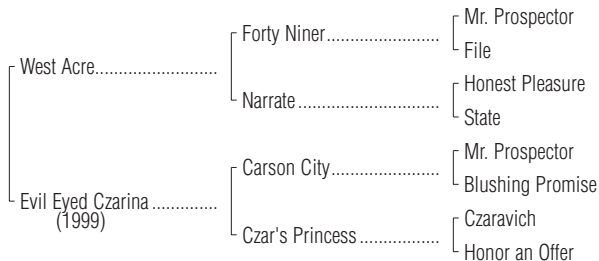 Mr. Prospector
Forty Niner........................
File
West Acre..........................
Honest Pleasure
Narrate..............................
State
Mr. Prospector
Carson City.......................
Blushing Promise
Evil Eyed Czarina..............
(1999)
Czaravich
Czar's Princess.................
Honor an Offer